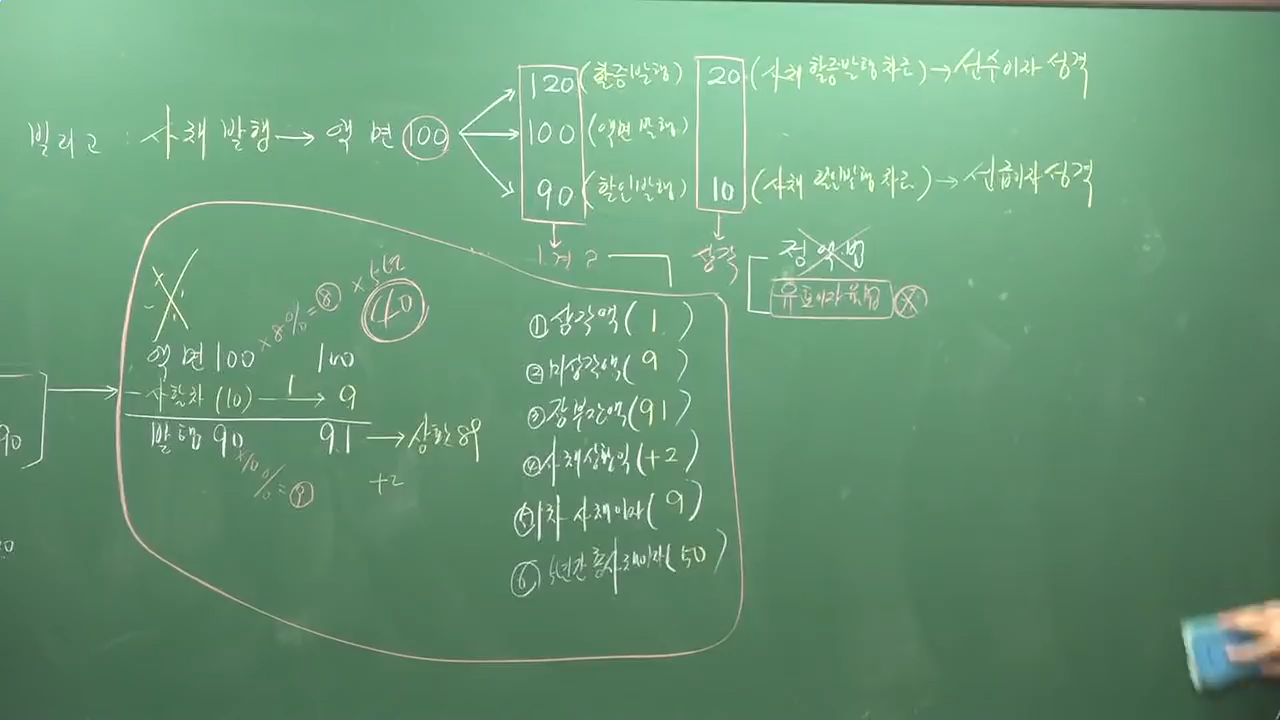 120 (할증발행) 20 (사채 할증발행 차금) → 선수이자 성격
빌리고 : 사채 발행 → 액면 100 100 (액면발행)
90 (할인발행) 10 (사채 할인발행차금) → 선급이자 성격
상각 정액법
유효이자율법
액면 100 ×8% = 8 ×5년 40
100
- 사할차 (10) 1 → 9
발행 90 91 → 상환 89
×10% = 9 +2
① 상각액 ( 1 )
② 미상각액 ( 9 )
③ 장부잔액 ( 91 )
④ 사채상환익 ( +2 )
⑤ 1차 사채이자 ( 9 )
⑥ 5년간 총사채이자 ( 50 )
90